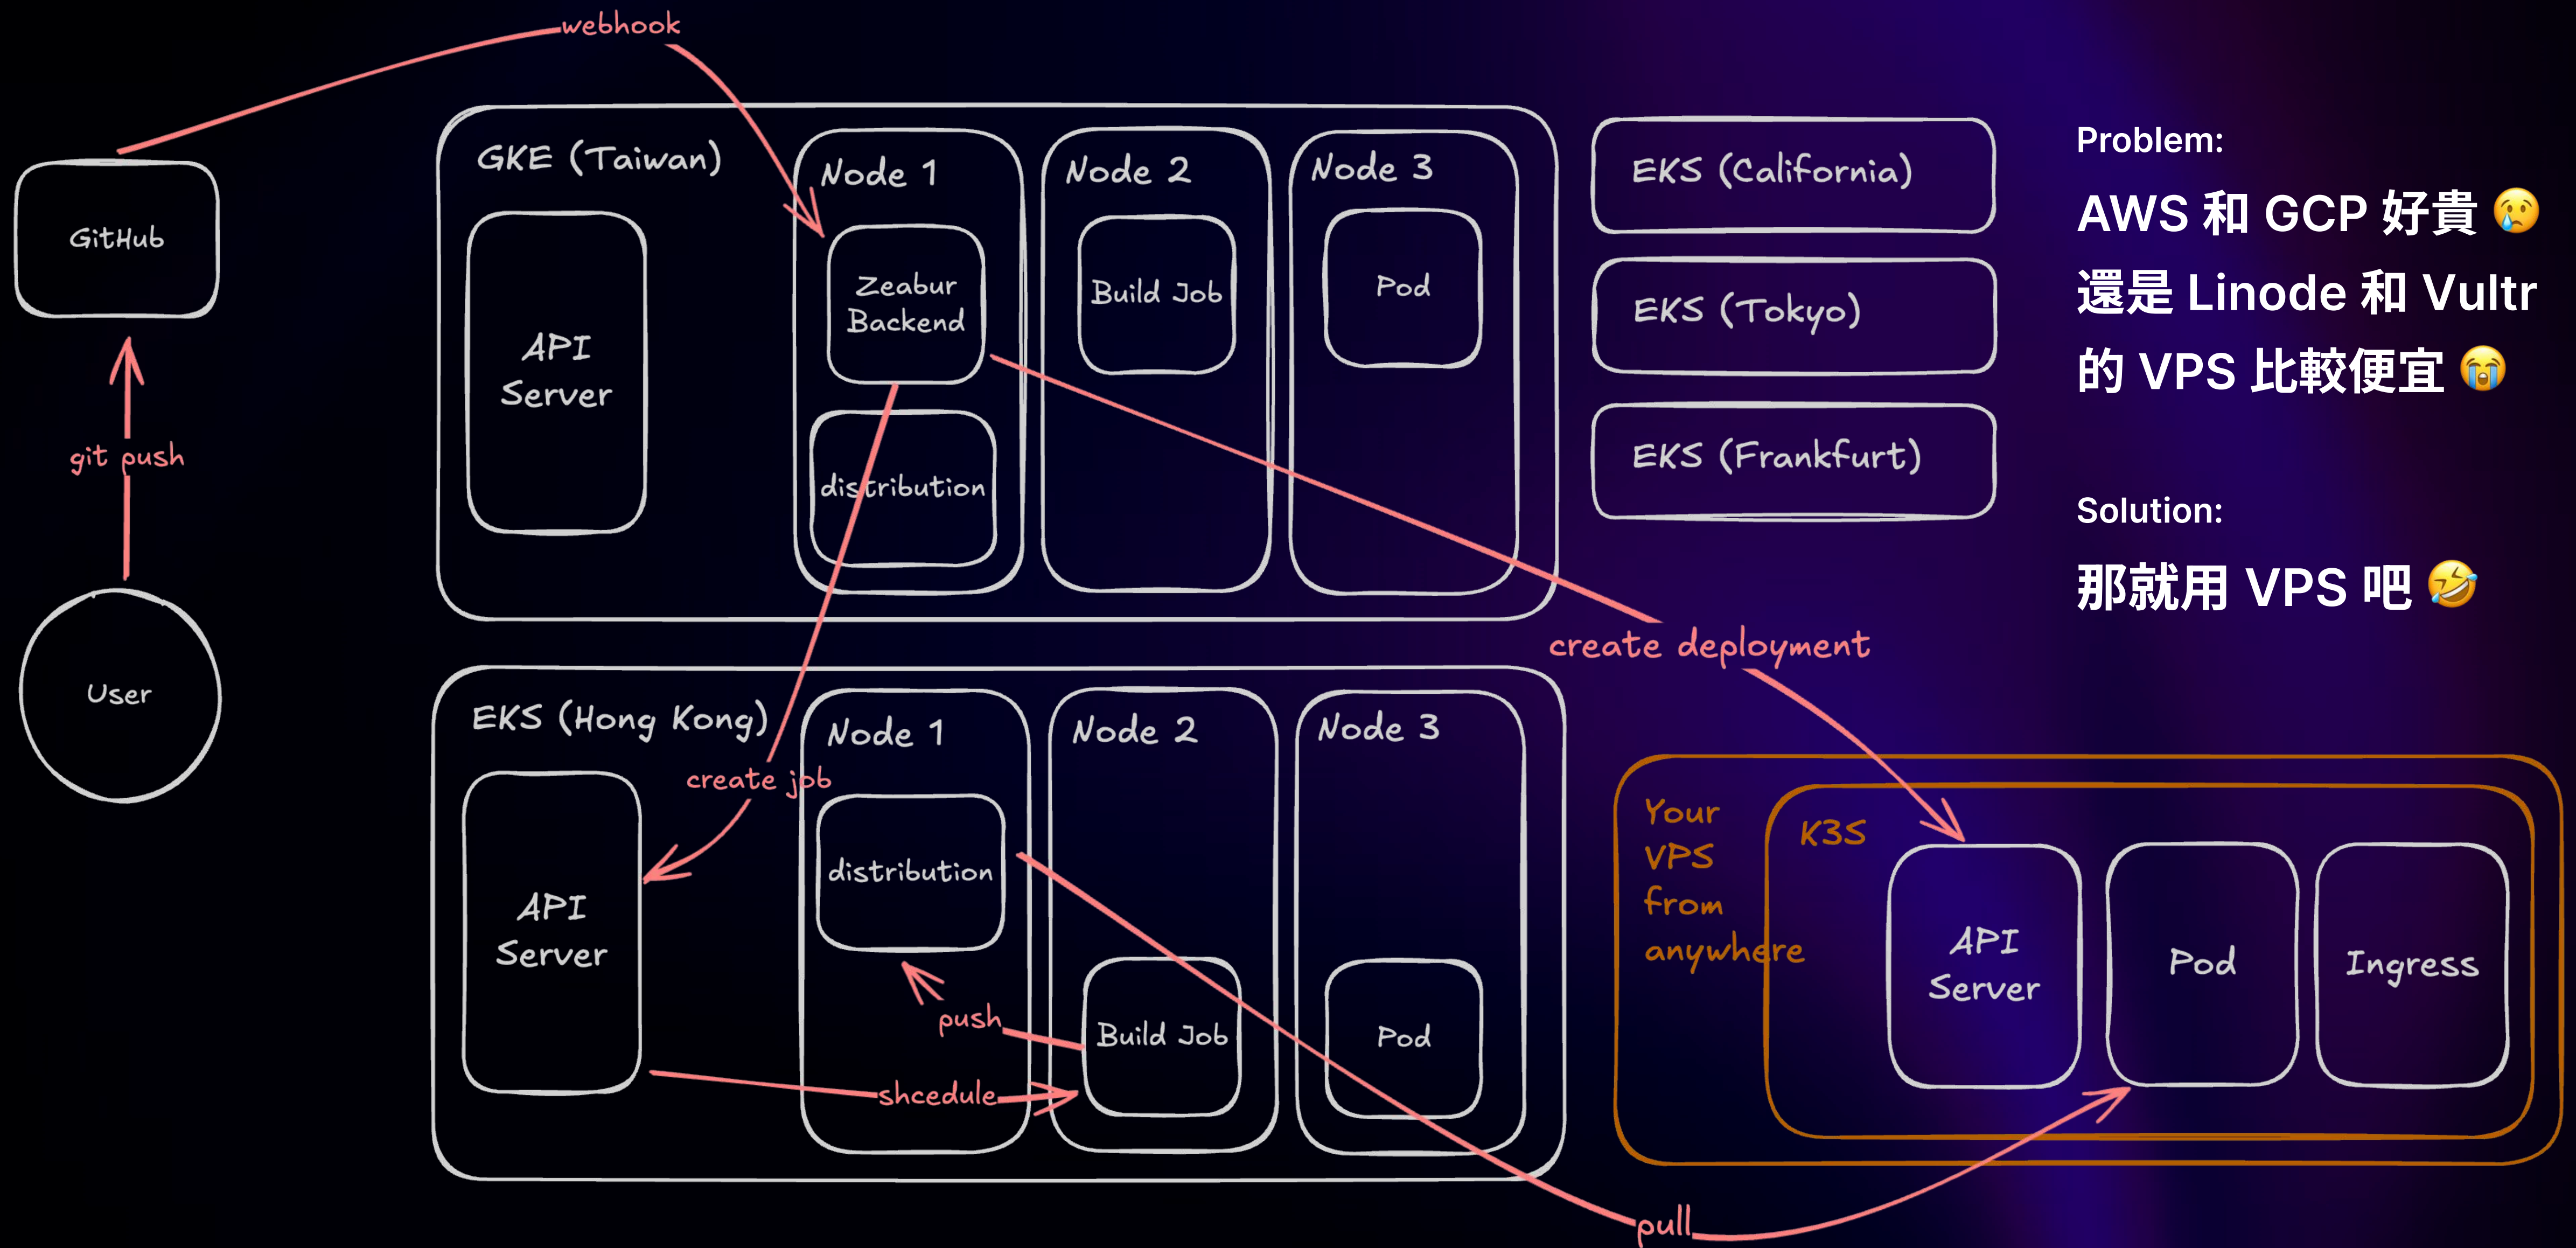 webhook
GitHub
git push
User
GKE (Taiwan)
API
Server
Node 1
Zeabur
Backend
distribution
Node 2
Build Job
Node 3
Pod
EKS (California)
EKS (Tokyo)
EKS (Frankfurt)
Problem:
AWS 和 GCP 好貴 😢
還是 Linode 和 Vultr
的 VPS 比較便宜 😭
Solution:
那就用 VPS 吧 🤣
create deployment
create job
EKS (Hong Kong)
API
Server
Node 1
distribution
push
shcedule
Node 2
Build Job
Node 3
Pod
pull
Your
VPS
from
anywhere
K3S
API
Server
Pod
Ingress